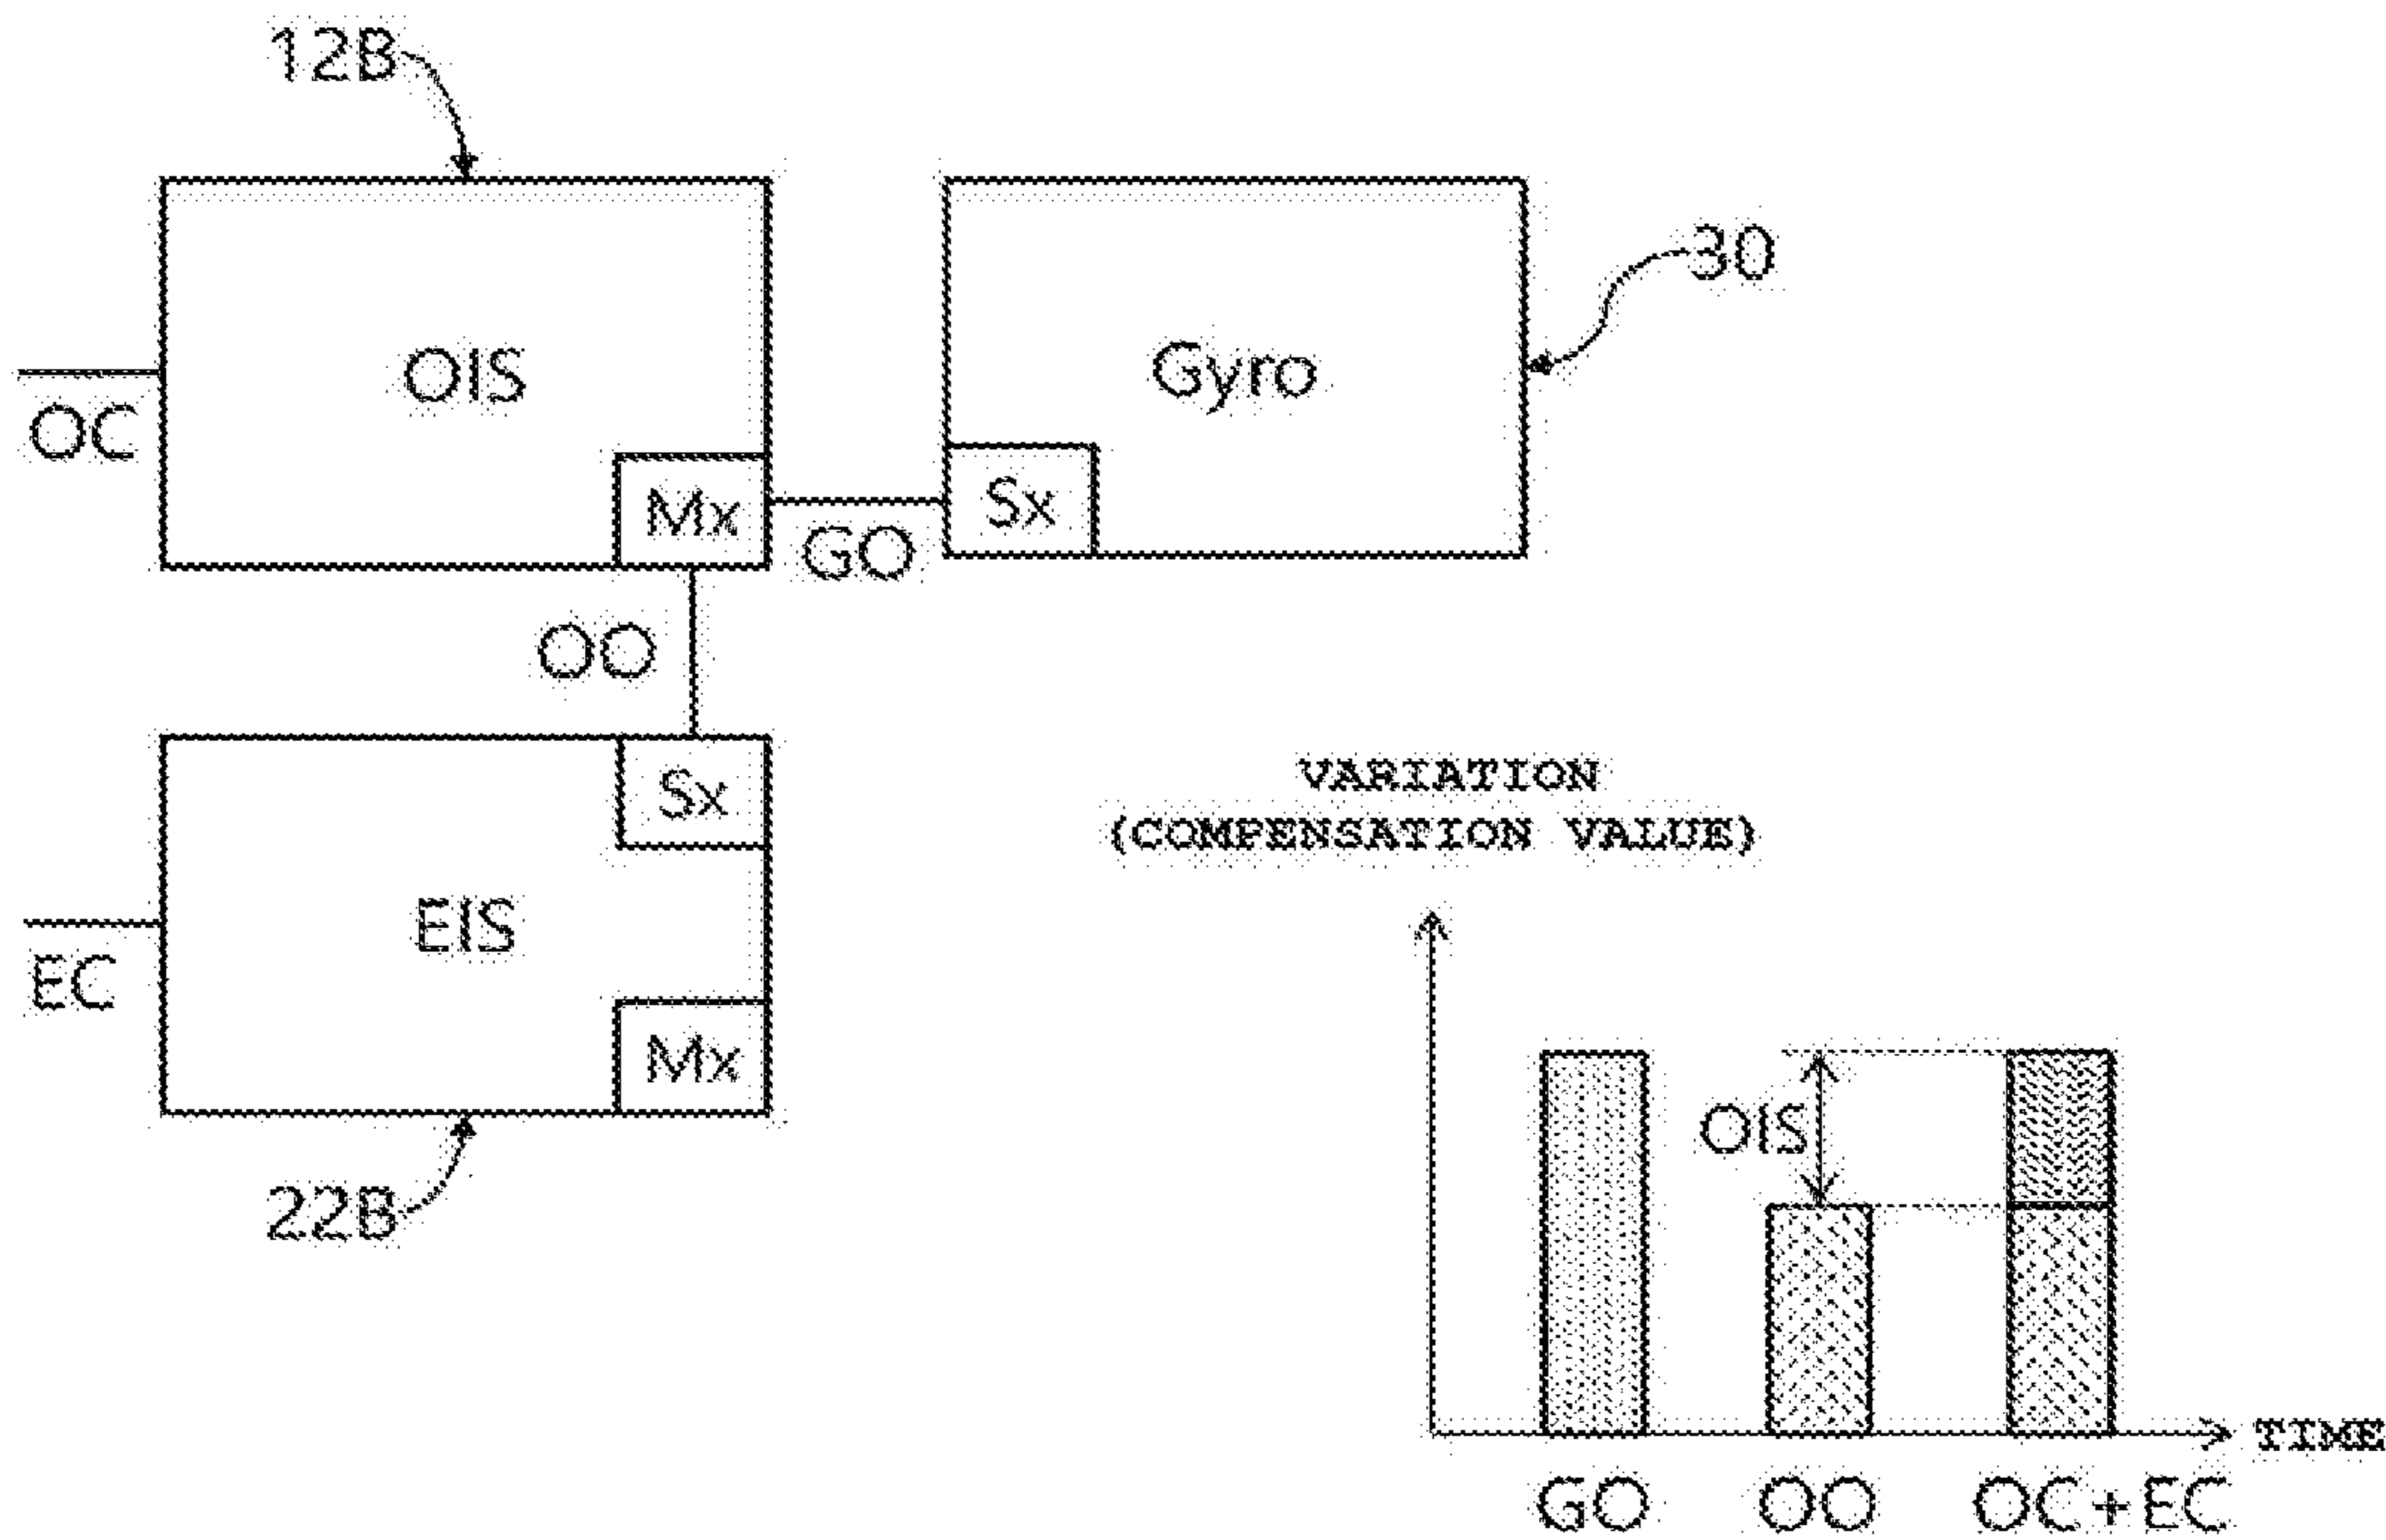 12B
OIS
Gyro
30
OC
Mx
Sx
GO
OO
Sx
EIS
EC
Mx
22B
VARIATION
(COMPENSATION VALUE)
OIS
TIME
GO
OO
OC+EC